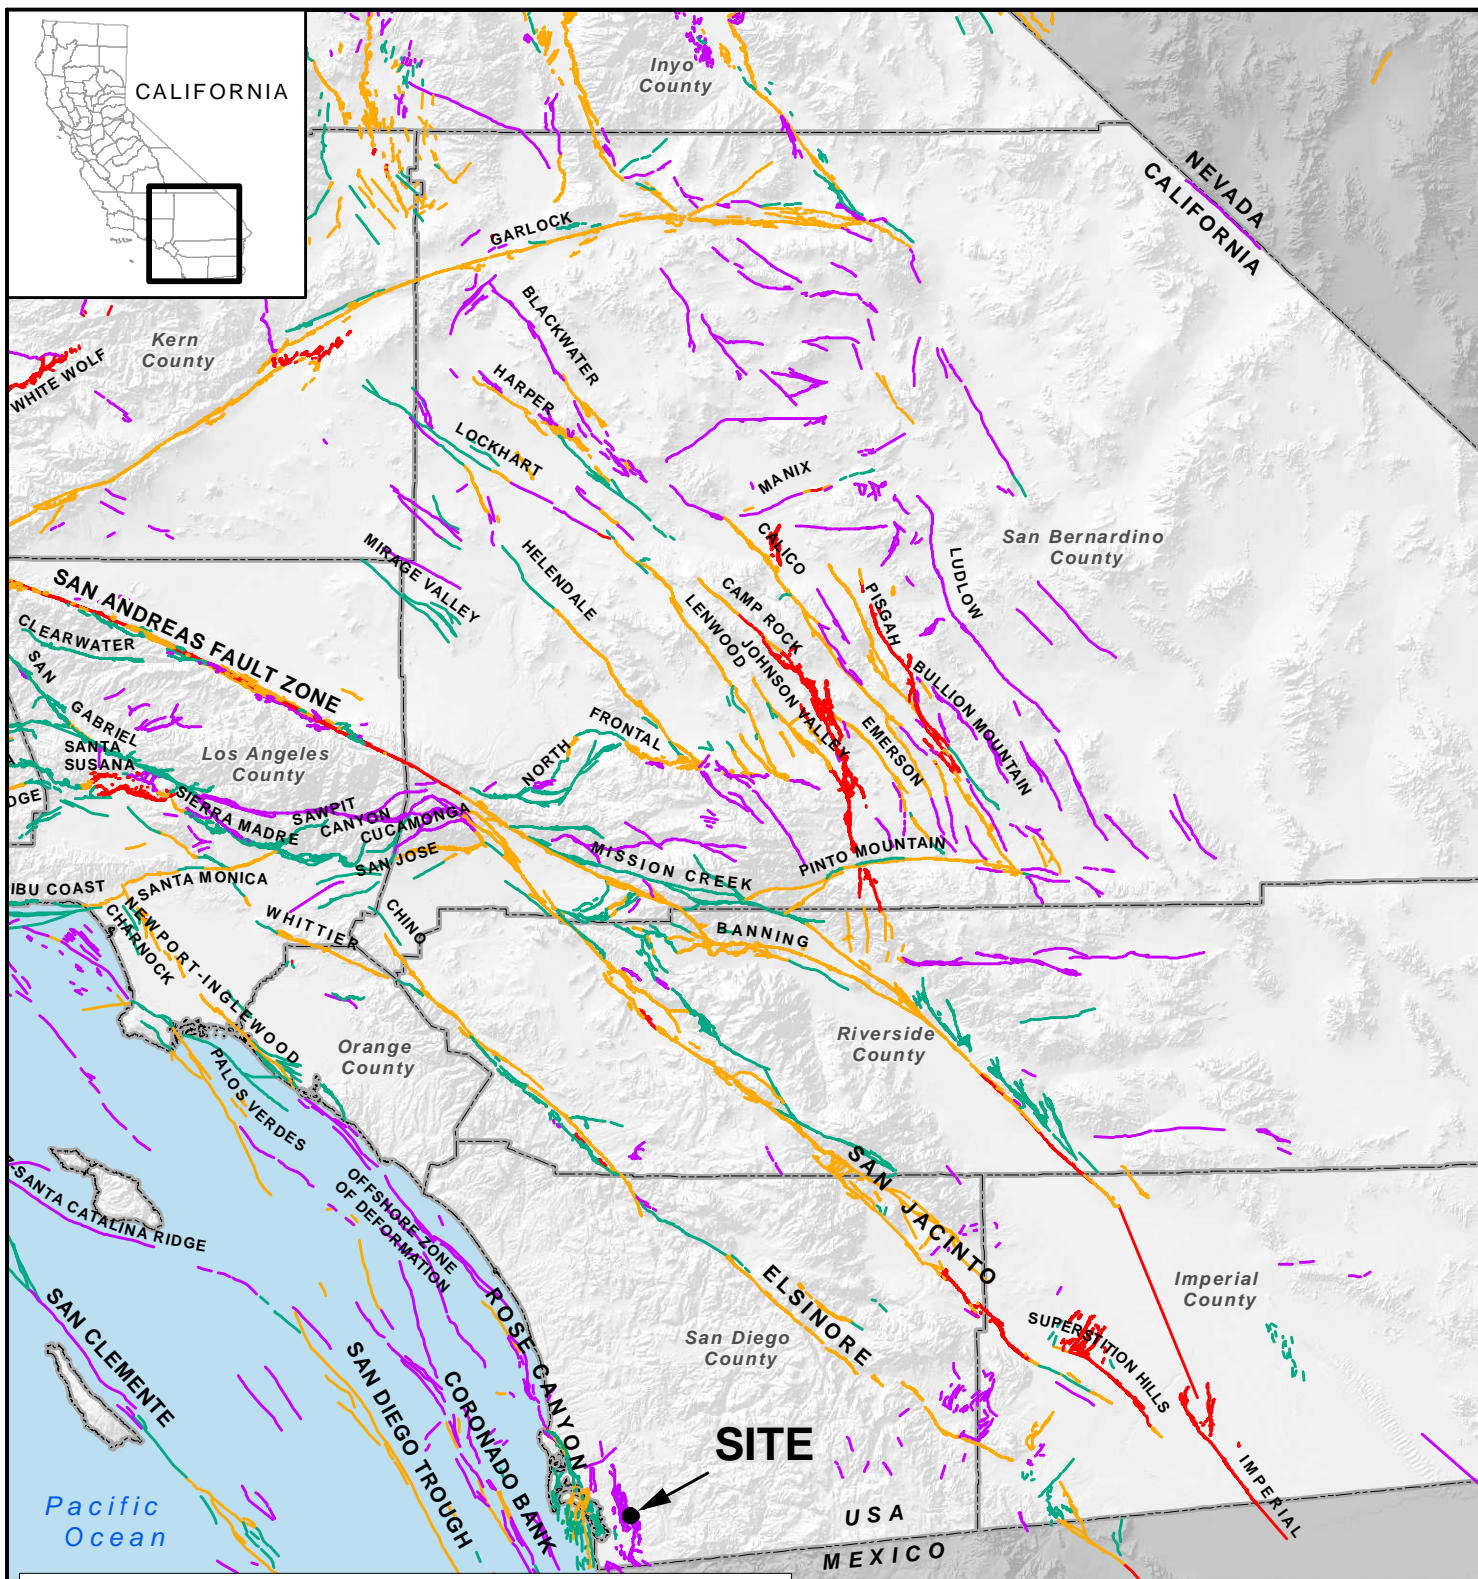 CALIFORNIA
Inyo
County
NEVADA
CALIFORNIA
GARLOCK
Kern
County
WHITE WOLF
BLACKWATER
HARPER
LOCKHART
MANIX
San Bernardino
County
CALICO
MIRAGE VALLEY
HELENDALE
LUDLOW
PISGAH
CAMP ROCK
LENWOOD
JOHNSON VALLEY
SAN ANDREAS FAULT ZONE
CLEARWATER
SAN
GABRIEL
BULLION MOUNTAIN
EMERSON
SANTA
SUSANA
Los Angeles
County
NORTH
FRONTAL
DGE
SIERRA MADRE
SAWPIT
CANYON
CUCAMONGA
SAN JOSE
MISSION CREEK
PINTO MOUNTAIN
IBU COAST
SANTA MONICA
NEWPORT-INGLEWOOD
CHARNOCK
WHITTIER
CHINO
BANNING
Orange
County
Riverside
County
PALOS VERDES
Z-SANTA CATALINA RIDGE
OFFSHORE ZONE
OF DEFORMATION
SAN JACINTO
ELSINORE
Imperial
County
SAN CLEMENTE
ROSE CANYON
San Diego
County
SUPERSTITION HILLS
SAN DIEGO TROUGH
CORONADO BANK
SITE
IMPERIAL
Pacific
Ocean
USA
MEXICO